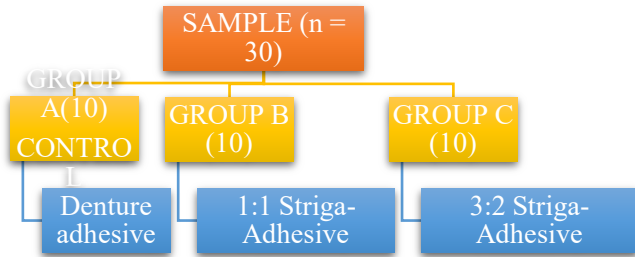 SAMPLE (n =
30)
GROUP
A(10)
CONTRO
L
GROUP B
(10)
GROUP C
(10)
Denture
adhesive
1:1 Striga-
Adhesive
3:2 Striga-
Adhesive